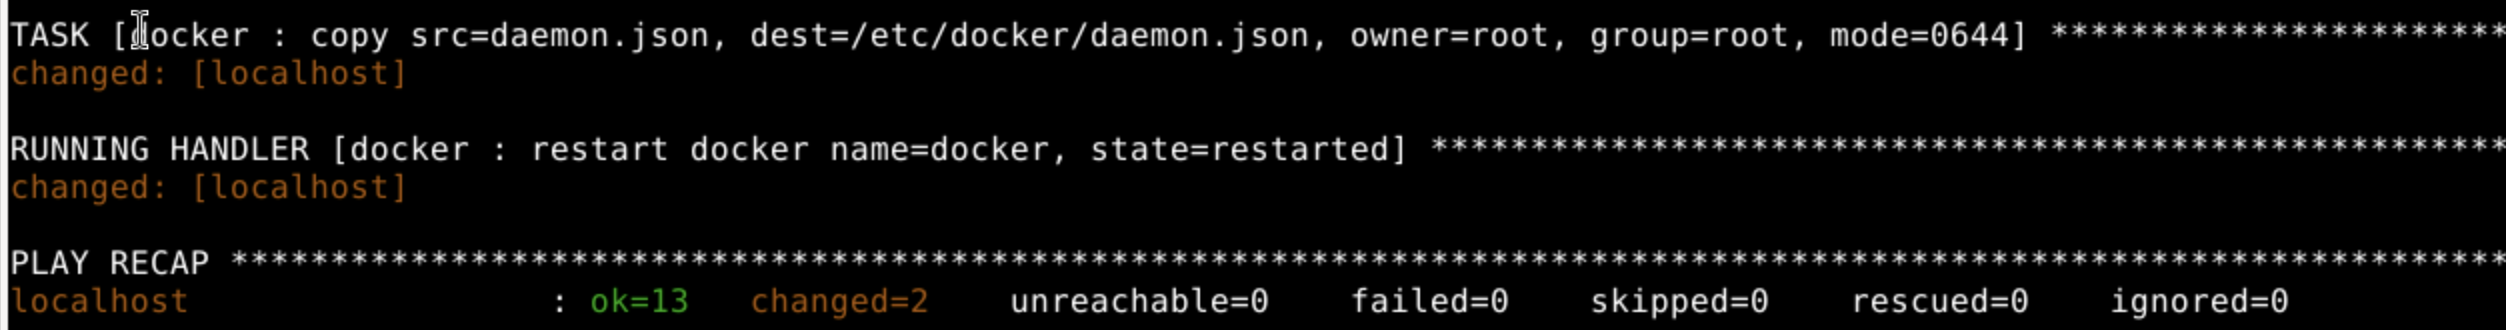 TASK [docker : copy src=daemon.json, dest=/etc/docker/daemon.json, owner=root, group=root, mode=0644] ***********************
changed: [localhost]
RUNNING HANDLER [docker : restart docker name=docker, state=restarted] ******************************************************
changed: [localhost]
PLAY RECAP ******************************************************************************************************************
localhost : ok=13 changed=2 unreachable=0 failed=0 skipped=0 rescued=0 ignored=0